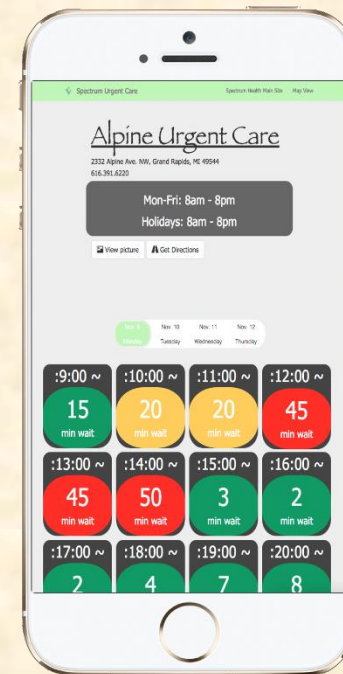 Spectrum Urgent Care Spectrum Health Main Site Map View
Alpine Urgent Care
2332 Alpine Ave. NW, Grand Rapids, MI 49544
616.391.6220
Mon-Fri: 8am - 8pm
Holidays: 8am - 8pm
View picture Get Directions
Nov. 10 Nov. 11 Nov. 12
Tuesday Wednesday Thursday
:9:00 ~ :10:00 ~ :11:00 ~ :12:00 ~
15 20 20 45
min wait min wait min wait min wait
:13:00 ~ :14:00 ~ :15:00 ~ :16:00 ~
45 50 3 2
min wait min wait min wait min wait
:17:00 ~ :18:00 ~ :19:00 ~ :20:00 ~
2 4 7 8